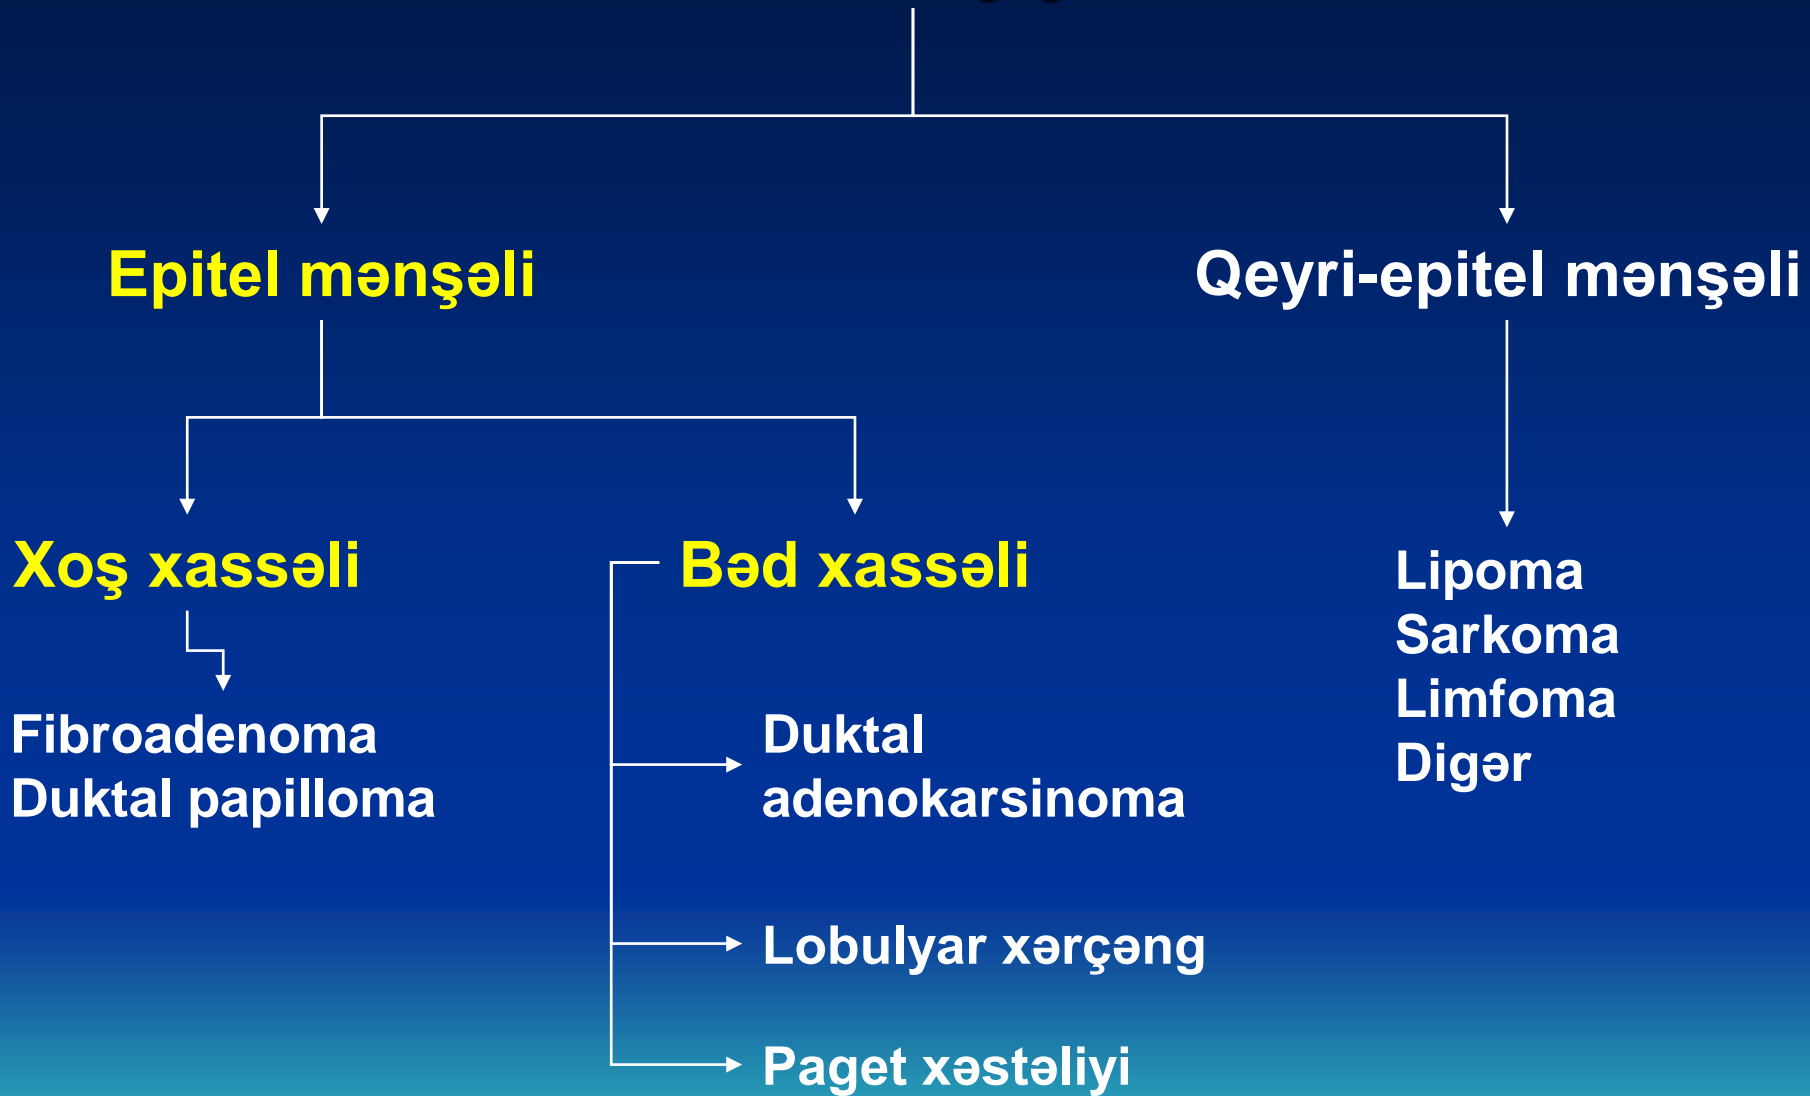 Epitel mənşəli
Qeyri-epitel mənşəli
Xoş xassəli
Bəd xassəli
Fibroadenoma
Duktal papilloma
Duktal
adenokarsinoma
Lobulyar xərçəng
Paget xəstəliyi
Lipoma
Sarkoma
Limfoma
Digər